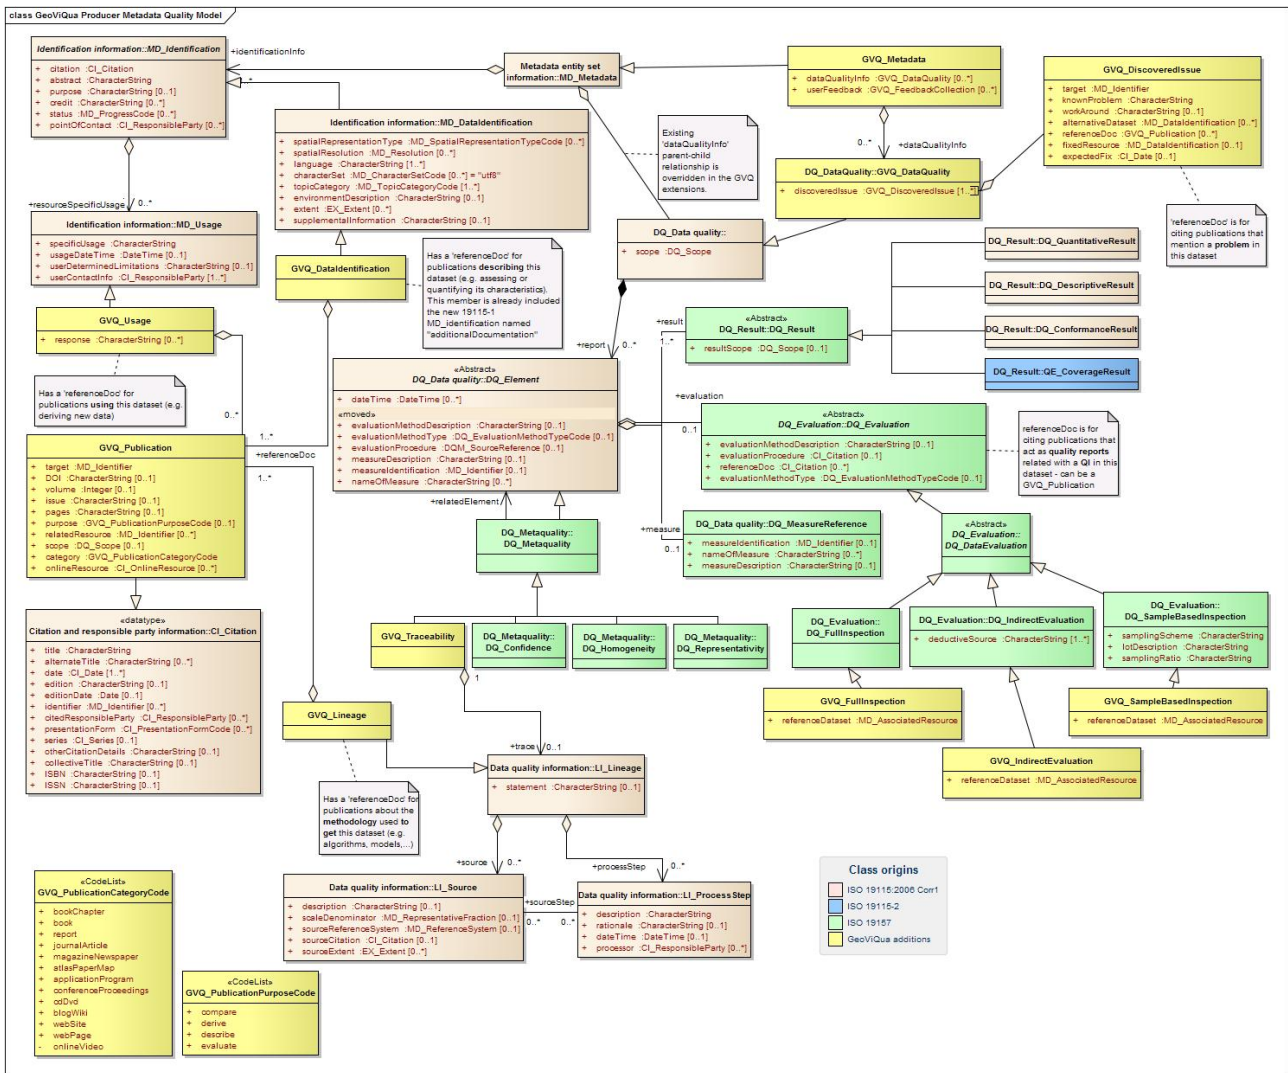 class GeoViQua Producer Metadata Quality Model
Identification information::MD_Identification
+ citation :CI_Citation
+ abstract :CharacterString
+ purpose :CharacterString [0..1]
+ credit :CharacterString [0..*]
+ status :MD_ProgressCode [0..*]
+ pointOfContact :CI_ResponsibleParty [0..*]
+identificationInfo
..*
Metadata entity set
information::MD_Metadata
GVQ_Metadata
+ dataQualityInfo :GVQ_DataQuality [0..*]
+ userFeedback :GVQ_FeedbackCollection [0..*]
GVQ_DiscoveredIssue
+ target :MD_Identifier
+ knownProblem :CharacterString
+ workAround :CharacterString [0..1]
+ alternativeDataset :MD_DataIdentification [0..*]
+ referenceDoc :GVQ_Publication [0..*]
+ fixedResource :MD_DataIdentification [0..1]
+ expectedFix :CI_Date [0..1]
Identification information::MD_DataIdentification
+ spatialRepresentationType :MD_SpatialRepresentationTypeCode [0..*]
+ spatialResolution :MD_Resolution [0..*]
+ language :CharacterString [1..*]
+ characterSet :MD_CharacterSetCode [0..*] = "utf8"
+ topicCategory :MD_TopicCategoryCode [1..*]
+ environmentDescription :CharacterString [0..1]
+ extent :EX_Extent [0..*]
+ supplementalInformation :CharacterString [0..1]
Existing
'dataQualityInfo'
parent-child
relationship is
overridden in the GVQ
extensions.
0..*
+dataQualityInfo
DQ_DataQuality::GVQ_DataQuality
+ discoveredIssue :GVQ_DiscoveredIssue [1..*]
'referenceDoc' is for
citing publications that
mention a problem in
this dataset
+resourceSpecificUsage
0..*
Identification information::MD_Usage
+ specificUsage :CharacterString
+ usageDateTime :DateTime [0..1]
+ userDeterminedLimitations :CharacterString [0..1]
+ userContactInfo :CI_ResponsibleParty [1..*]
DQ_Data quality::
+ scope :DQ_Scope
GVQ_DataIdentification
Has a 'referenceDoc' for
publications describing this
dataset (e.g. assessing or
quantifying its characteristics).
This member is already included
the new 19115-1
MD_identification named
"additionalDocumentation"
DQ_Result::DQ_QuantitativeResult
DQ_Result::DQ_DescriptiveResult
DQ_Result::DQ_ConformanceResult
DQ_Result::QE_CoverageResult
GVQ_Usage
+ response :CharacterString [0..*]
+result
1..*
«Abstract»
DQ_Result::DQ_Result
+ resultScope :DQ_Scope [0..1]
+report
0..*
«Abstract»
DQ_Data quality::DQ_Element
+ dateTime :DateTime [0..*]
«moved»
+ evaluationMethodDescription :CharacterString [0..1]
+ evaluationMethodType :DQ_EvaluationMethodTypeCode [0..1]
+ evaluationProcedure :DQM_SourceReference [0..1]
+ measureDescription :CharacterString [0..1]
+ measureIdentification :MD_Identifier [0..1]
+ nameOfMeasure :CharacterString [0..*]
Has a 'referenceDoc' for
publications using this dataset (e.g.
deriving new data)
+evaluation
0..1
«Abstract»
DQ_Evaluation::DQ_Evaluation
+ evaluationMethodDescription :CharacterString [0..1]
+ evaluationProcedure :CI_Citation [0..1]
+ referenceDoc :CI_Citation [0..*]
+ evaluationMethodType :DQ_EvaluationMethodTypeCode [0..1]
referenceDoc is for
citing publications that
act as quality reports
related with a QI in this
dataset - can be a
GVQ_Publication
0..*
1..*
+referenceDoc
1..*
GVQ_Publication
+ target :MD_Identifier
+ DOI :CharacterString [0..1]
+ volume :Integer [0..1]
+ issue :CharacterString [0..1]
+ pages :CharacterString [0..1]
+ purpose :GVQ_PublicationPurposeCode [0..1]
+ relatedResource :MD_Identifier [0..*]
+ scope :DQ_Scope [0..1]
+ category :GVQ_PublicationCategoryCode
+ onlineResource :CI_OnlineResource [0..*]
+relatedElement
DQ_Metaquality::
DQ_Metaquality
+measure
0..1
DQ_Data quality::DQ_MeasureReference
+ measureIdentification :MD_Identifier [0..1]
+ nameOfMeasure :CharacterString [0..*]
+ measureDescription :CharacterString [0..1]
«Abstract»
DQ_Evaluation::
DQ_DataEvaluation
«datatype»
Citation and responsible party information::CI_Citation
+ title :CharacterString
+ alternateTitle :CharacterString [0..*]
+ date :CI_Date [1..*]
+ edition :CharacterString [0..1]
+ editionDate :Date [0..1]
+ identifier :MD_Identifier [0..*]
+ citedResponsibleParty :CI_ResponsibleParty [0..*]
+ presentationForm :CI_PresentationFormCode [0..*]
+ series :CI_Series [0..1]
+ otherCitationDetails :CharacterString [0..1]
+ collectiveTitle :CharacterString [0..1]
+ ISBN :CharacterString [0..1]
+ ISSN :CharacterString [0..1]
GVQ_Traceability
DQ_Metaquality::
DQ_Confidence
DQ_Metaquality::
DQ_Homogeneity
DQ_Metaquality::
DQ_Representativity
DQ_Evaluation::
DQ_FullInspection
DQ_Evaluation::DQ_IndirectEvaluation
+ deductiveSource :CharacterString [1..*]
DQ_Evaluation::
DQ_SampleBasedInspection
+ samplingScheme :CharacterString
+ lotDescription :CharacterString
+ samplingRatio :CharacterString
1
GVQ_Lineage
GVQ_FullInspection
+ referenceDataset :MD_AssociatedResource
GVQ_SampleBasedInspection
+ referenceDataset :MD_AssociatedResource
+trace
0..1
GVQ_IndirectEvaluation
+ referenceDataset :MD_AssociatedResource
Data quality information::LI_Lineage
+ statement :CharacterString [0..1]
Has a 'referenceDoc' for
publications about the
methodology used to
get this dataset (e.g.
algorithms, models,...)
+source
0..*
+processStep
0..*
Data quality information::LI_Source
+ description :CharacterString [0..1]
+ scaleDenominator :MD_RepresentativeFraction [0..1]
+ sourceReferenceSystem :MD_ReferenceSystem [0..1]
+ sourceCitation :CI_Citation [0..1]
+ sourceExtent :EX_Extent [0..*]
+sourceStep
0..*
0..*
Data quality information::LI_ProcessStep
+ description :CharacterString
+ rationale :CharacterString [0..1]
+ dateTime :DateTime [0..1]
+ processor :CI_ResponsibleParty [0..*]
Class origins
ISO 19115:2006 Corr1
ISO 19115-2
ISO 19157
GeoViQua additions
«CodeList»
GVQ_PublicationCategoryCode
+ bookChapter
+ book
+ report
+ journalArticle
+ magazineNewspaper
+ atlasPaperMap
+ applicationProgram
+ conferenceProceedings
+ cdDvd
+ blogWiki
+ webSite
+ webPage
- onlineVideo
«CodeList»
GVQ_PublicationPurposeCode
+ compare
+ derive
+ describe
+ evaluate